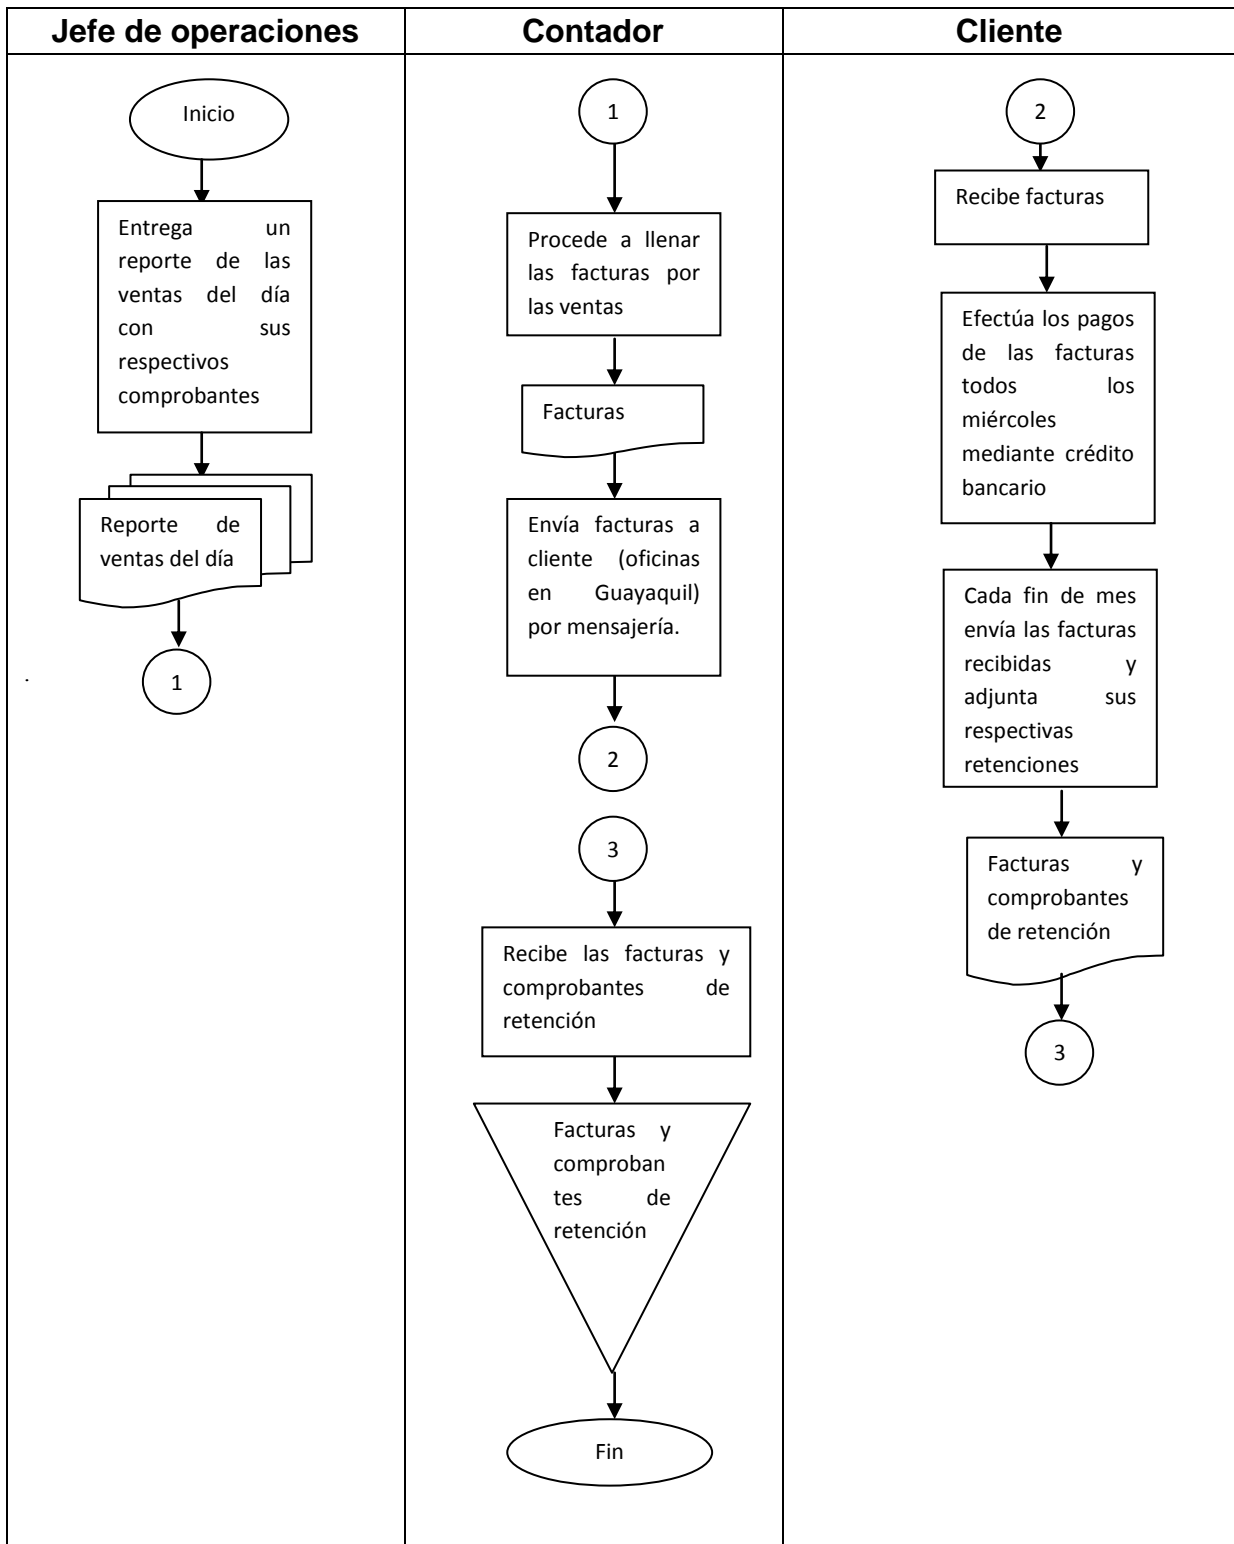 Jefe de operaciones
Contador
Cliente
Inicio
Entrega un
reporte de las
ventas del día
con sus
respectivos
comprobantes
Reporte de
ventas del día
1
.
1
Procede a llenar
las facturas por
las ventas
Facturas
Envía facturas a
cliente (oficinas
en Guayaquil)
por mensajería.
2
3
Recibe las facturas y
comprobantes de
retención
Facturas y
comproban
tes de
retención
Fin
2
Recibe facturas
Efectúa los pagos
de las facturas
todos los
miércoles
mediante crédito
bancario
Cada fin de mes
envía las facturas
recibidas y
adjunta sus
respectivas
retenciones
Facturas y
comprobantes
de retención
3